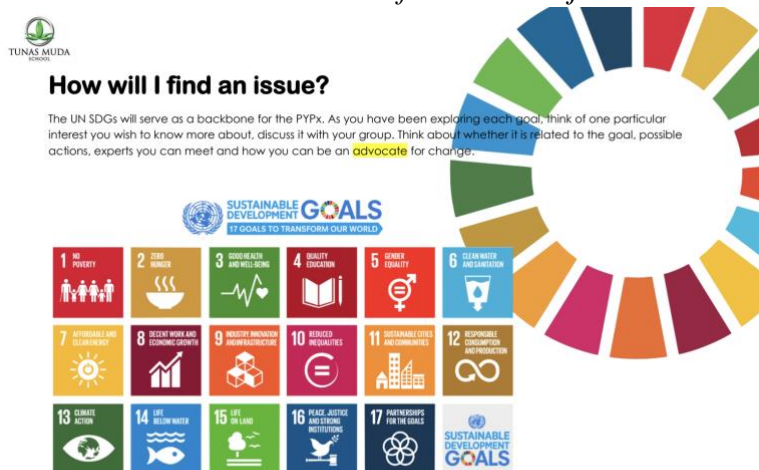 TUNAS MUDA
SCHOOL
How will I find an issue?
The UN SDGs will serve as a backbone for the PYPx. As you have been exploring each goal, think of one particular
interest you wish to know more about, discuss it with your group. Think about whether it is related to the goal, possible
actions, experts you can meet and how you can be an advocate for change.
SUSTAINABLE
DEVELOPMENT GOALS
17 GOALS TO TRANSFORM OUR WORLD
1 NO
POVERTY
2 ZERO
HUNGER
3 GOOD HEALTH
AND WELL-BEING
4 QUALITY
EDUCATION
5 GENDER
EQUALITY
6 CLEAN WATER
AND SANITATION
7 AFFORDABLE AND
CLEAN ENERGY
8 DECENT WORK AND
ECONOMIC GROWTH
9 INDUSTRY, INNOVATION
AND INFRASTRUCTURE
10 REDUCED
INEQUALITIES
11 SUSTAINABLE CITIES
AND COMMUNITIES
12 RESPONSIBLE
CONSUMPTION
AND PRODUCTION
13 CLIMATE
ACTION
14 LIFE
BELOW WATER
15 LIFE
ON LAND
16 PEACE, JUSTICE
AND STRONG
INSTITUTIONS
17 PARTNERSHIPS
FOR THE GOALS
SUSTAINABLE
DEVELOPMENT
GOALS